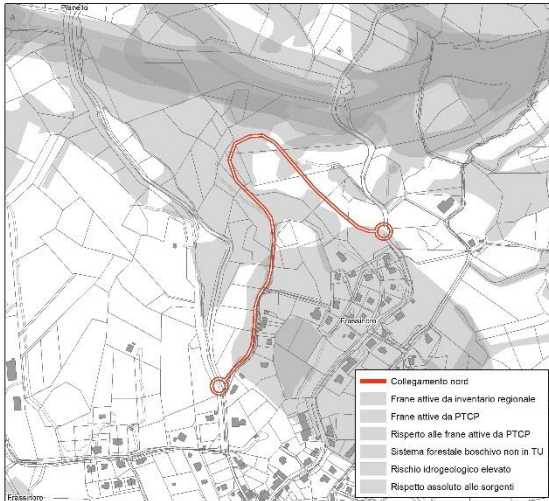 Pianello
Frassinoro
Frassinoro
Collegamento nord
Frane attive da inventario regionale
Frane attive da PTCP
Risperto alle frane attive da PTCP
Sistema forestale boschivo non in TU
Rischio idrogeologico elevato
Rispetto assoluto alle sorgenti